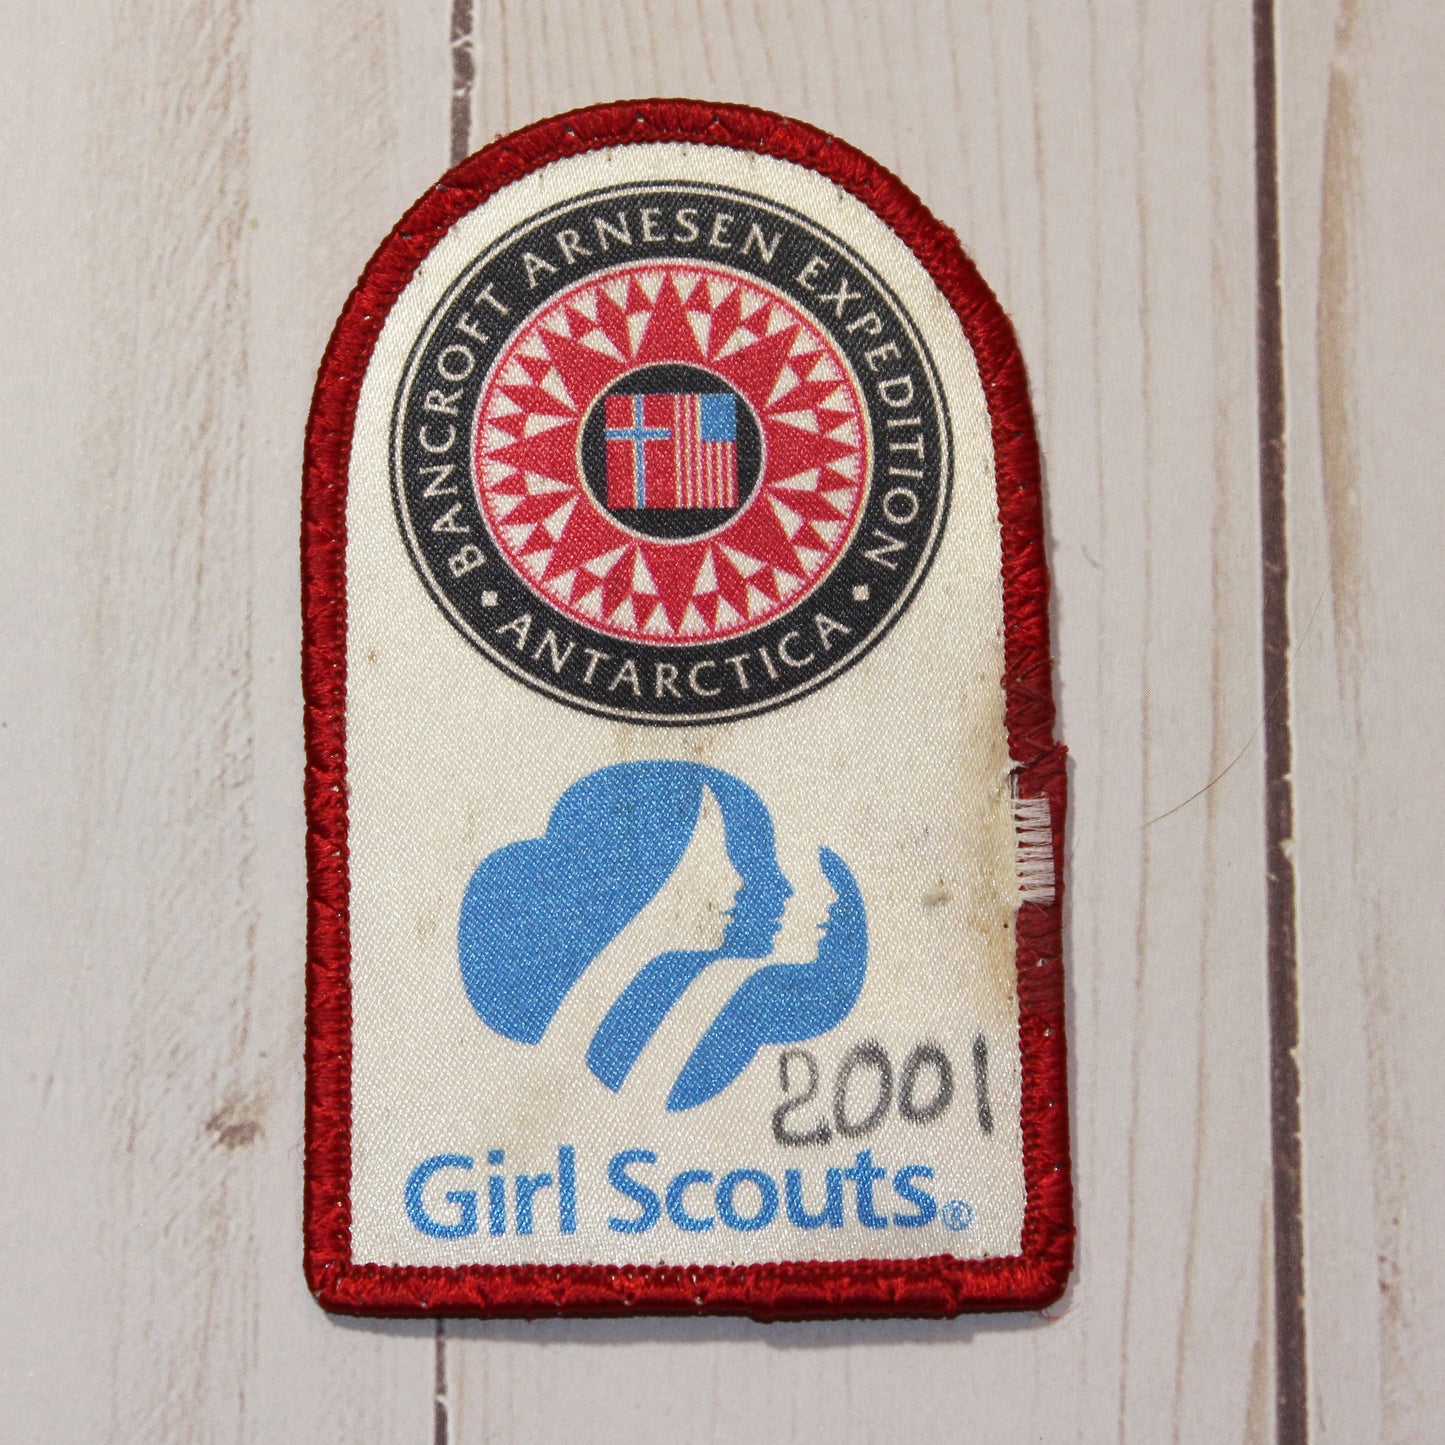 BANCROFT ARNESEN EXPEDITION
• ANTARCTICA •
2001
Girl Scouts®